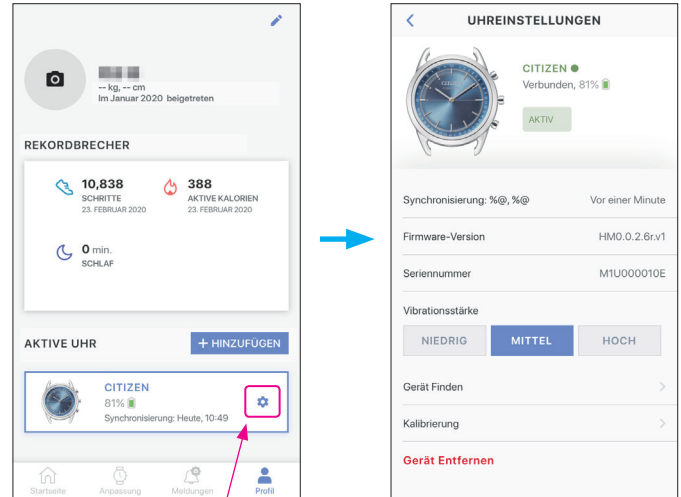 -- kg, -- cm
Im Januar 2020 beigetreten
REKORDBRECHER
10,838
SCHRITTE
23. FEBRUAR 2020
388
AKTIVE KALORIEN
23. FEBRUAR 2020
0 min.
SCHLAF
AKTIVE UHR
+ HINZUFÜGEN
CITIZEN
81%
Synchronisierung: Heute, 10:49
Startseite
Anpassung
Meldungen
Profil
UHREINSTELLUNGEN
CITIZEN
Verbunden, 81%
AKTIV
Synchronisierung: %@, %@ Vor einer Minute
Firmware-Version HM0.0.2.6r.v1
Seriennummer M1U000010E
Vibrationsstärke
NIEDRIG MITTEL HOCH
Gerät Finden
Kalibrierung
Gerät Entfernen